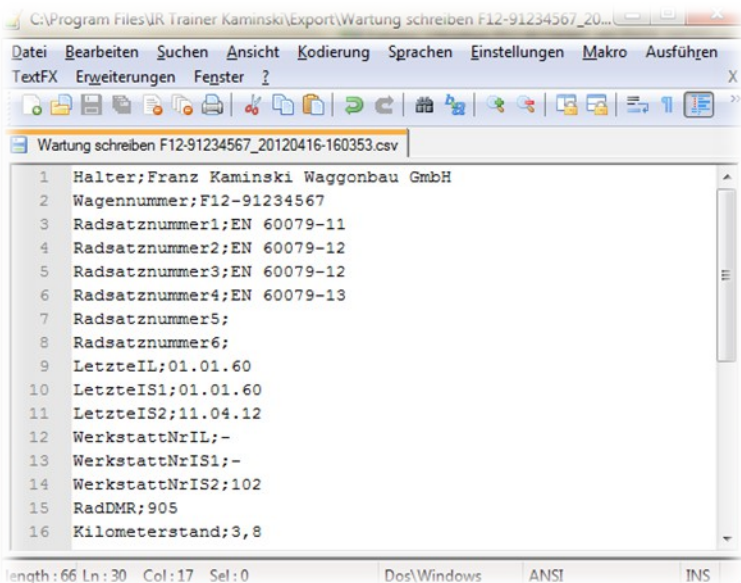 C:\Program Files\IR Trainer Kaminski\Export\Wartung schreiben F12-91234567_20...
Datei Bearbeiten Suchen Ansicht Kodierung Sprachen Einstellungen Makro Ausführen
TextFX Erweiterungen Fenster ? X
Wartung schreiben F12-91234567_20120416-160353.csv
1 Halter;Franz Kaminski Waggonbau GmbH
2 Wagennummer;F12-91234567
3 Radsatznummer1;EN 60079-11
4 Radsatznummer2;EN 60079-12
5 Radsatznummer3;EN 60079-12
6 Radsatznummer4;EN 60079-13
7 Radsatznummer5;
8 Radsatznummer6;
9 LetzteIL;01.01.60
10 LetzteIS1;01.01.60
11 LetzteIS2;11.04.12
12 WerkstattNrIL;-
13 WerkstattNrIS1;-
14 WerkstattNrIS2;102
15 RadDMR;905
16 Kilometerstand;3,8
length : 66 Ln : 30 Col : 17 Sel : 0 Dos\Windows ANSI INS